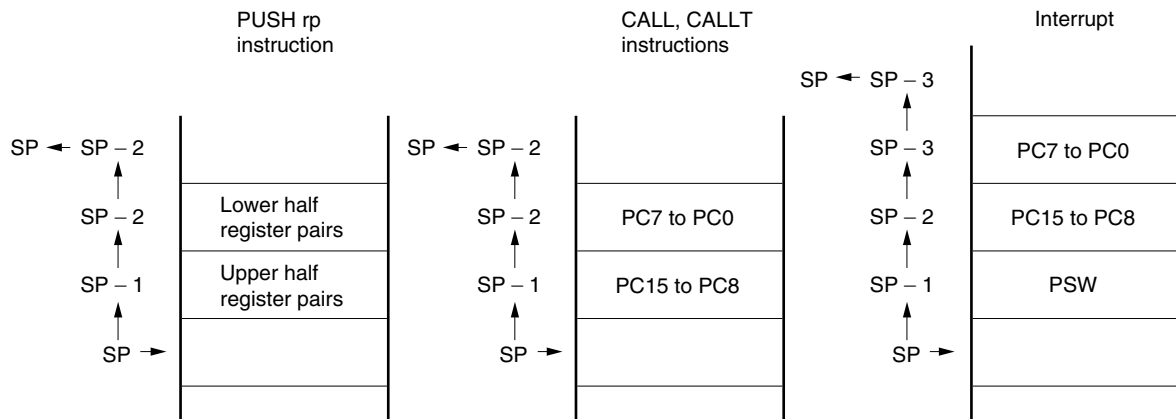 PUSH rp
instruction
SP SP – 2
SP – 2
Lower half
register pairs
SP – 1
Upper half
register pairs
SP
CALL, CALLT
instructions
SP SP – 2
SP – 2
PC7 to PC0
SP – 1
PC15 to PC8
SP
Interrupt
SP SP – 3
SP – 3
PC7 to PC0
SP – 2
PC15 to PC8
SP – 1
PSW
SP